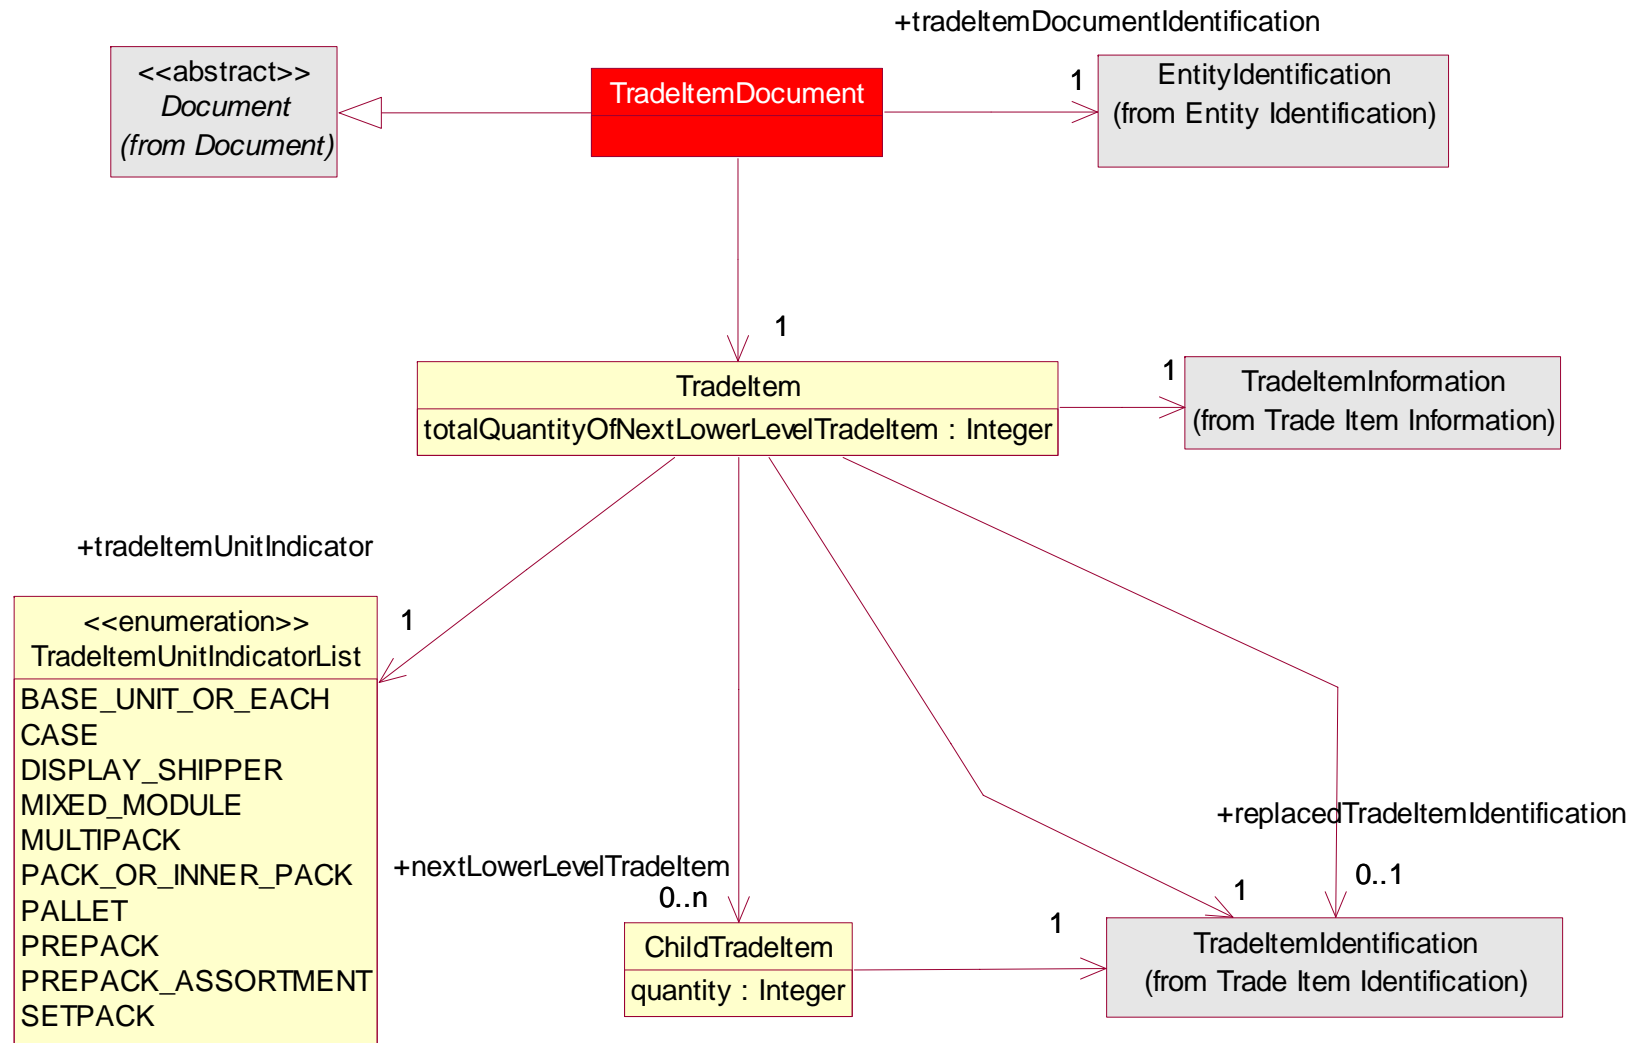 +tradeItemDocumentIdentification
<<abstract>>
Document
(from Document)
TradeItemDocument
1
EntityIdentification
(from Entity Identification)
1
TradeItem
totalQuantityOfNextLowerLevelTradeItem : Integer
1
TradeItemInformation
(from Trade Item Information)
+tradeItemUnitIndicator
1
<<enumeration>>
TradeItemUnitIndicatorList
BASE_UNIT_OR_EACH
CASE
DISPLAY_SHIPPER
MIXED_MODULE
MULTIPACK
PACK_OR_INNER_PACK
PALLET
PREPACK
PREPACK_ASSORTMENT
SETPACK
+nextLowerLevelTradeItem
0..n
ChildTradeItem
quantity : Integer
1
+replacedTradeItemIdentification
1
0..1
TradeItemIdentification
(from Trade Item Identification)